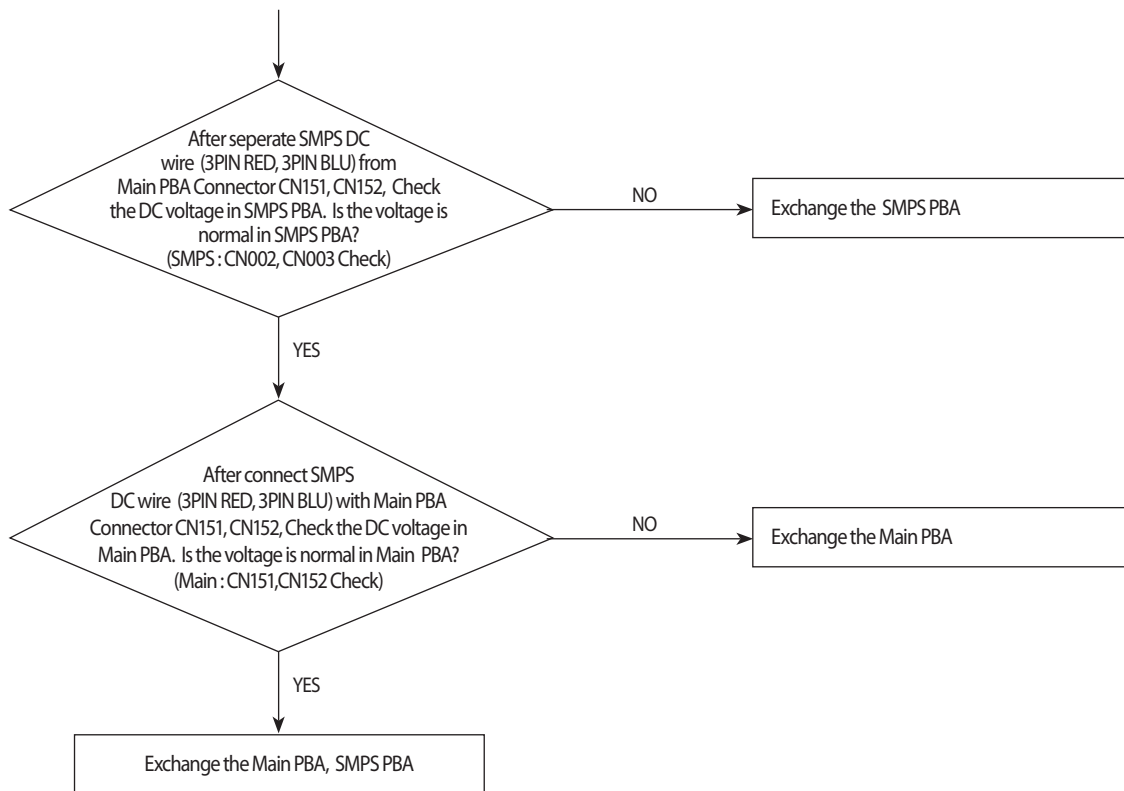 After seperate SMPS DC
wire (3PIN RED, 3PIN BLU) from
Main PBA Connector CN151, CN152, Check
the DC voltage in SMPS PBA. Is the voltage is
normal in SMPS PBA?
(SMPS : CN002, CN003 Check)
NO
Exchange the SMPS PBA
YES
After connect SMPS
DC wire (3PIN RED, 3PIN BLU) with Main PBA
Connector CN151, CN152, Check the DC voltage in
Main PBA. Is the voltage is normal in Main PBA?
(Main : CN151,CN152 Check)
NO
Exchange the Main PBA
YES
Exchange the Main PBA, SMPS PBA